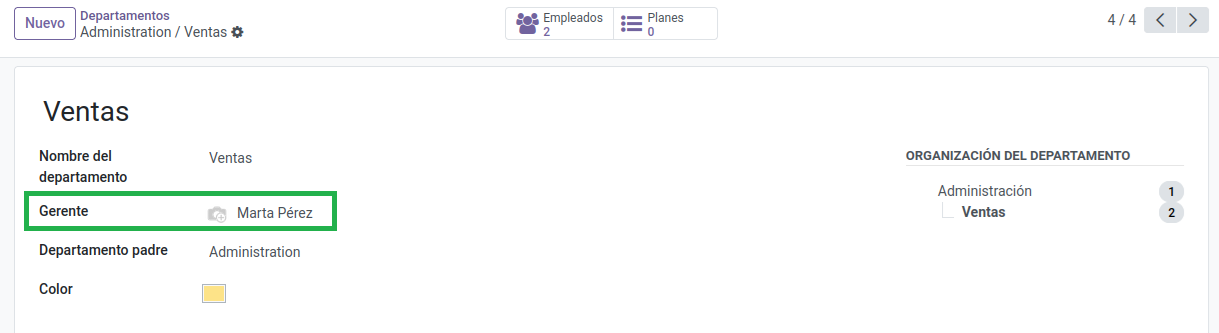 Nuevo
Departamentos
Administration / Ventas
Empleados
2
Planes
0
4 / 4
Ventas
Nombre del
departamento
Ventas
Gerente
Marta Pérez
Departamento padre
Administration
Color
ORGANIZACIÓN DEL DEPARTAMENTO
Administración 1
Ventas 2